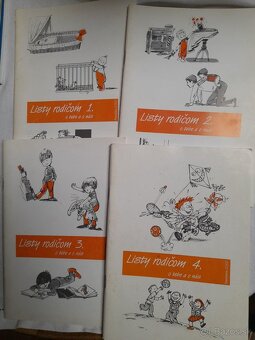 Listy rodičom 1.
o tebe a o nás
Listy rodičom 2.
o tebe a o nás
Listy rodičom 3.
o tebe a o nás
Listy rodičom 4.
o tebe a o nás